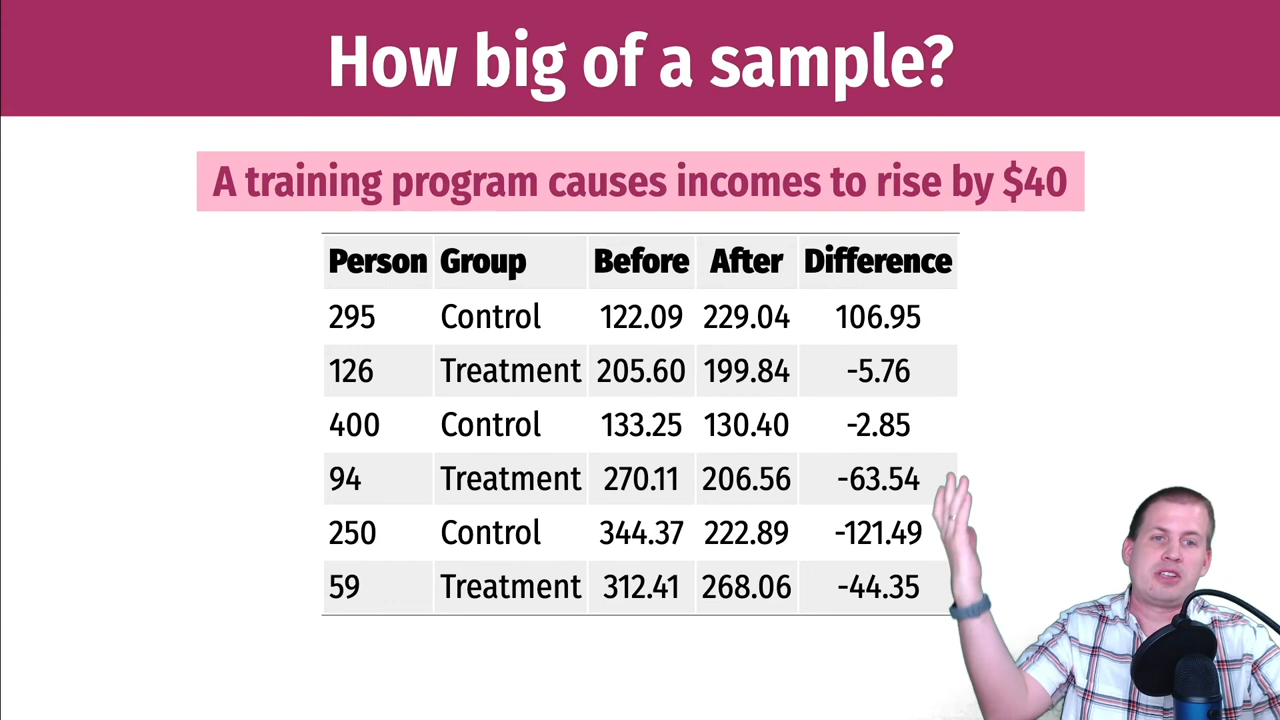 How big of a sample?
A training program causes incomes to rise by $40
Person Group Before After Difference
295 Control 122.09 229.04 106.95
126 Treatment 205.60 199.84 -5.76
400 Control 133.25 130.40 -2.85
94 Treatment 270.11 206.56 -63.54
250 Control 344.37 222.89 -121.49
59 Treatment 312.41 268.06 -44.35